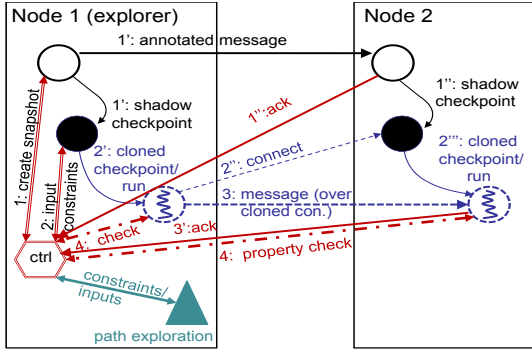 Node 1 (explorer)
Node 2
1': annotated message
1': shadow
checkpoint
1'': shadow
checkpoint
1'':ack
1: create snapshot
2: input
constraints
2': cloned
checkpoint/
run
2'': connect
2''': cloned
checkpoint/
run
3: message (over
cloned con.)
4: check
3':ack
4: property check
ctrl
constraints/
inputs
path exploration